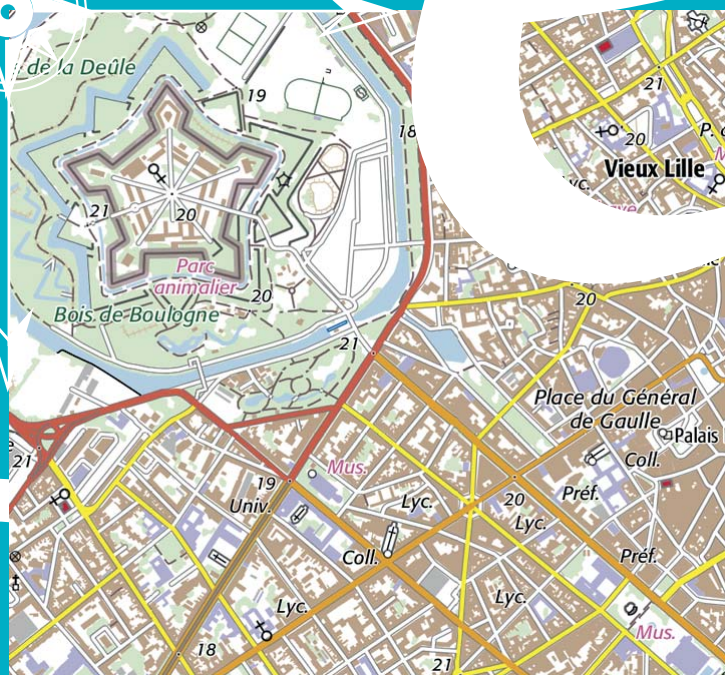 de la Deûle
19
18
21
20
Vieux Lille
Lyc.
21
20
Parc
animalier
20
Bois de Boulogne
20
21
Place du Général
de Gaulle
Palais
Coll.
21
19
Mus.
Univ.
Lyc.
20
Préf.
Lyc.
Coll.
Préf.
Lyc.
Lyc.
Mus.
18
21